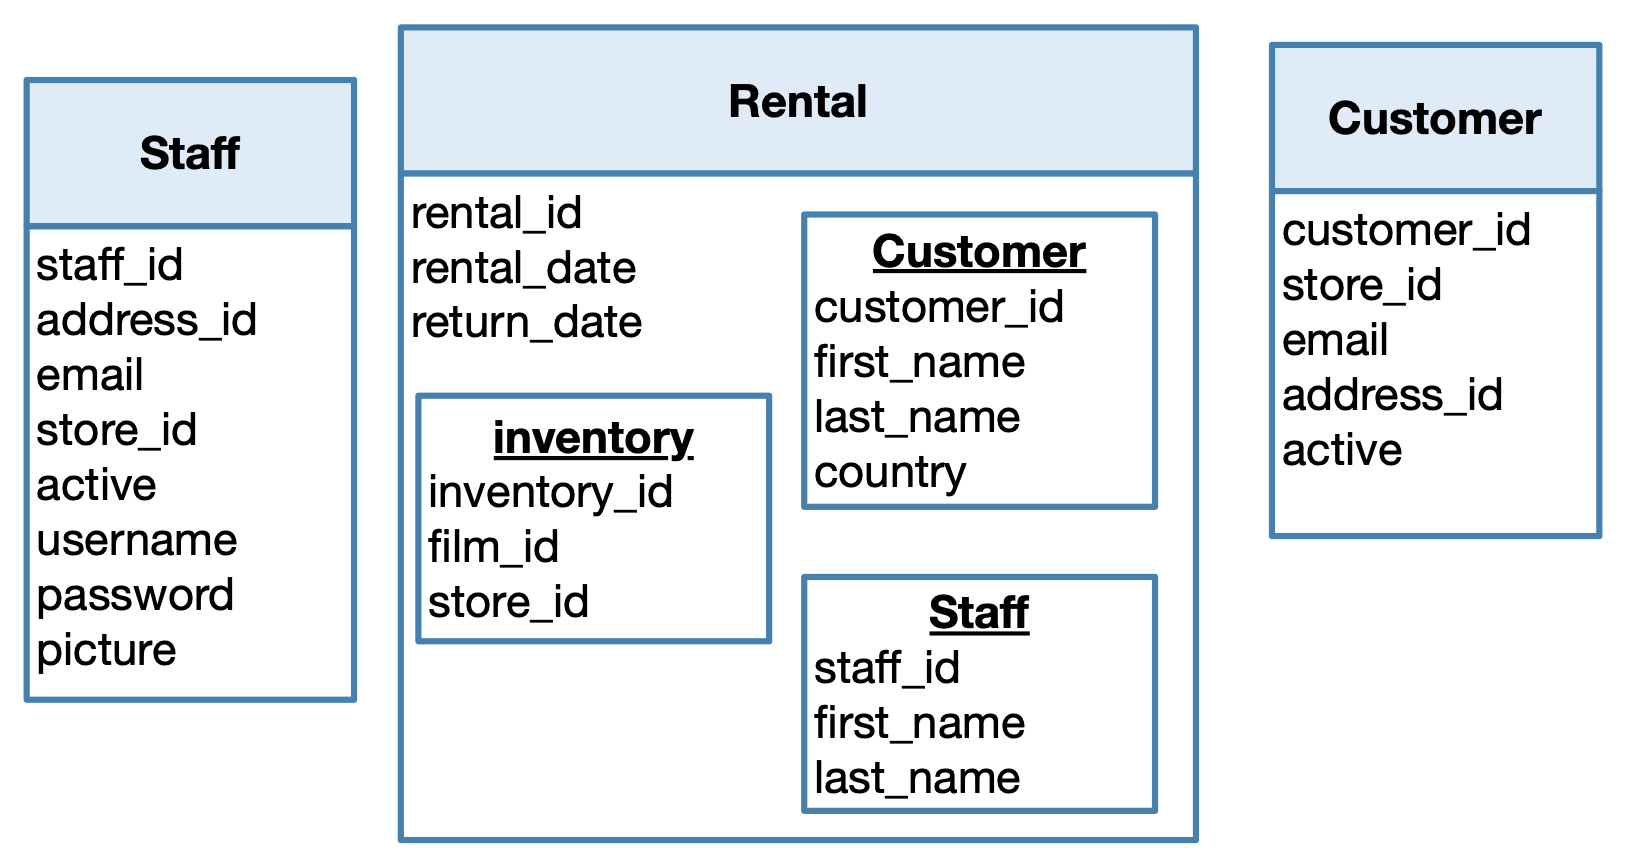 Staff
staff_id
address_id
email
store_id
active
username
password
picture
Rental
rental_id
rental_date
return_date
inventory
inventory_id
film_id
store_id
Customer
customer_id
first_name
last_name
country
Staff
staff_id
first_name
last_name
Customer
customer_id
store_id
email
address_id
active